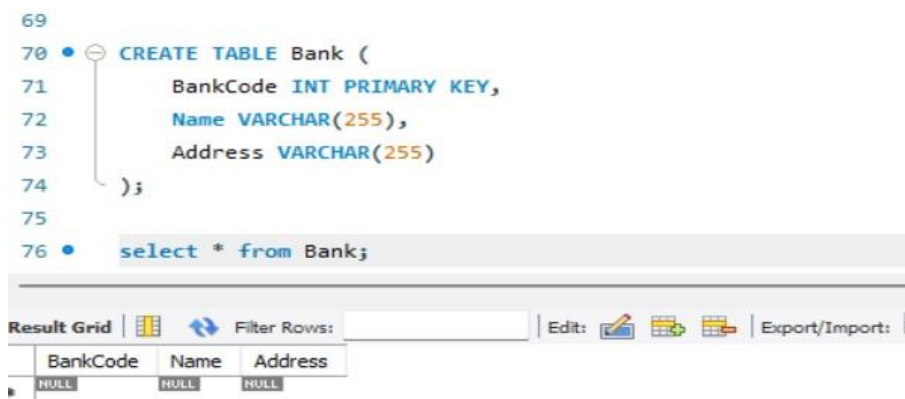 69
70 CREATE TABLE Bank (
71 BankCode INT PRIMARY KEY,
72 Name VARCHAR(255),
73 Address VARCHAR(255)
74 );
75
76 select * from Bank;
Result Grid Filter Rows: Edit: Export/Import:
BankCode Name Address
NULL NULL NULL